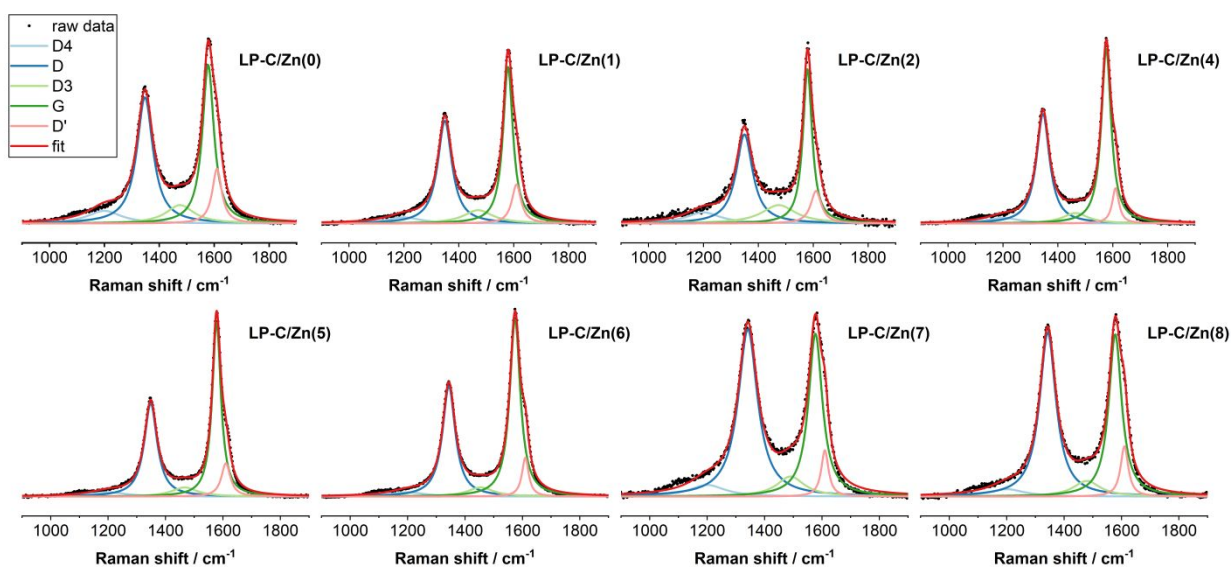 raw data
D4
D
D3
G
D'
fit
LP-C/Zn(0)
LP-C/Zn(1)
LP-C/Zn(2)
LP-C/Zn(4)
1000 1200 1400 1600 1800
1000 1200 1400 1600 1800
1000 1200 1400 1600 1800
1000 1200 1400 1600 1800
Raman shift / cm⁻¹
Raman shift / cm⁻¹
Raman shift / cm⁻¹
Raman shift / cm⁻¹
LP-C/Zn(5)
LP-C/Zn(6)
LP-C/Zn(7)
LP-C/Zn(8)
1000 1200 1400 1600 1800
1000 1200 1400 1600 1800
1000 1200 1400 1600 1800
1000 1200 1400 1600 1800
Raman shift / cm⁻¹
Raman shift / cm⁻¹
Raman shift / cm⁻¹
Raman shift / cm⁻¹